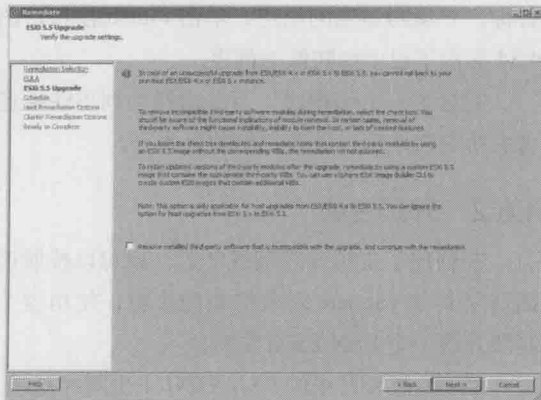 Remediate
ESXi 5.5 Upgrade
Verify the upgrade settings.
Remediation Selection
EULA
ESXi 5.5 Upgrade
Schedule
Host Remediation Options
Cluster Remediation Options
Ready to Complete
In case of an unsuccessful upgrade from ESX/ESXi 4.x to ESXi 5.5, you cannot roll back to your
previous ESX/ESXi 4.x instance.
To remove incompatible third-party software modules during remediation, select the check box. You
should be aware of the functional implications of module removal. In certain cases, removal of
third-party software might cause instability, inability to boot the host, or lack of needed features.
If you leave the check box deselected and remediate hosts that contain third-party modules by using
an ESXi 5.5 image without the corresponding VIBs, the remediation is not allowed.
To retain updated versions of third-party modules after the upgrade, remediate by using a custom ESXi 5.5
image that contains the appropriate third-party VIBs. You can use vSphere ESXi Image Builder CLI to
create custom ESXi images that contain additional VIBs.
Note: This option is only applicable for host upgrades from ESX/ESXi 4.x to ESXi 5.5. You can ignore the
option for host upgrades from ESXi 5.x to ESXi 5.5.
Remove installed third-party software that is incompatible with the upgrade, and continue with the remediation.
Help
< Back
Next >
Cancel